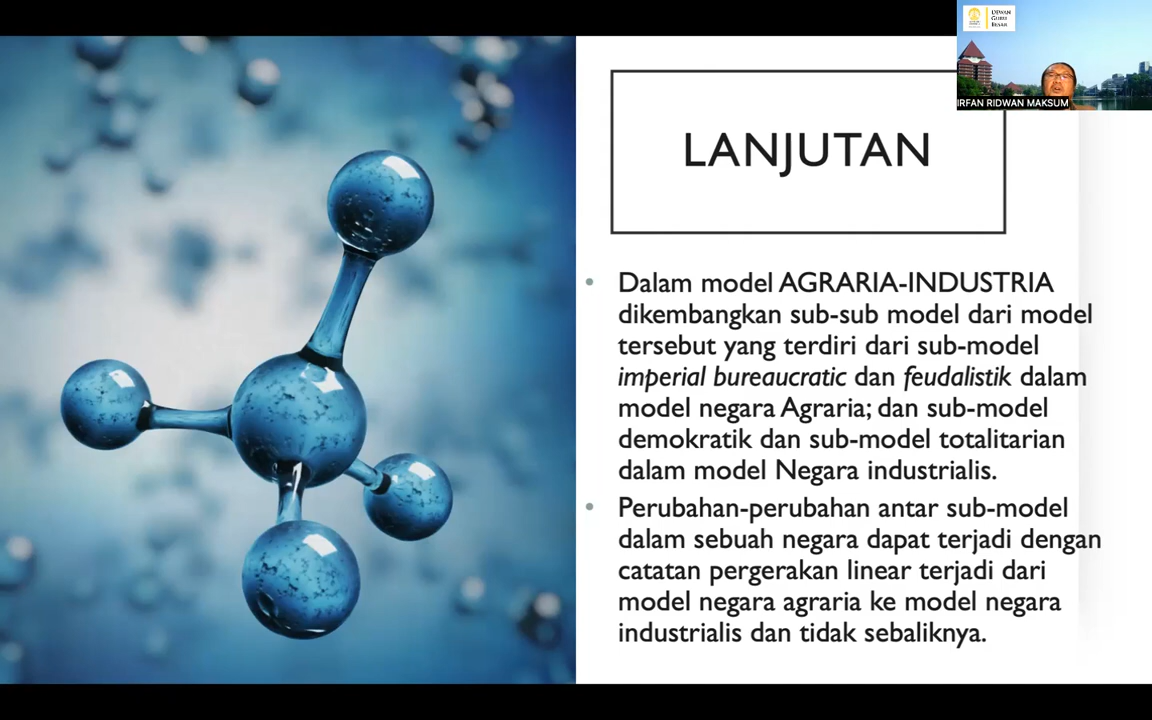 DEWAN
GURU
BESAR
IRFAN RIDWAN MAKSUM
LANJUTAN
• Dalam model AGRARIA-INDUSTRIA
dikembangkan sub-sub model dari model
tersebut yang terdiri dari sub-model
imperial bureaucratic dan feudalistik dalam
model negara Agraria; dan sub-model
demokratik dan sub-model totalitarian
dalam model Negara industrialis.
• Perubahan-perubahan antar sub-model
dalam sebuah negara dapat terjadi dengan
catatan pergerakan linear terjadi dari
model negara agraria ke model negara
industrialis dan tidak sebaliknya.